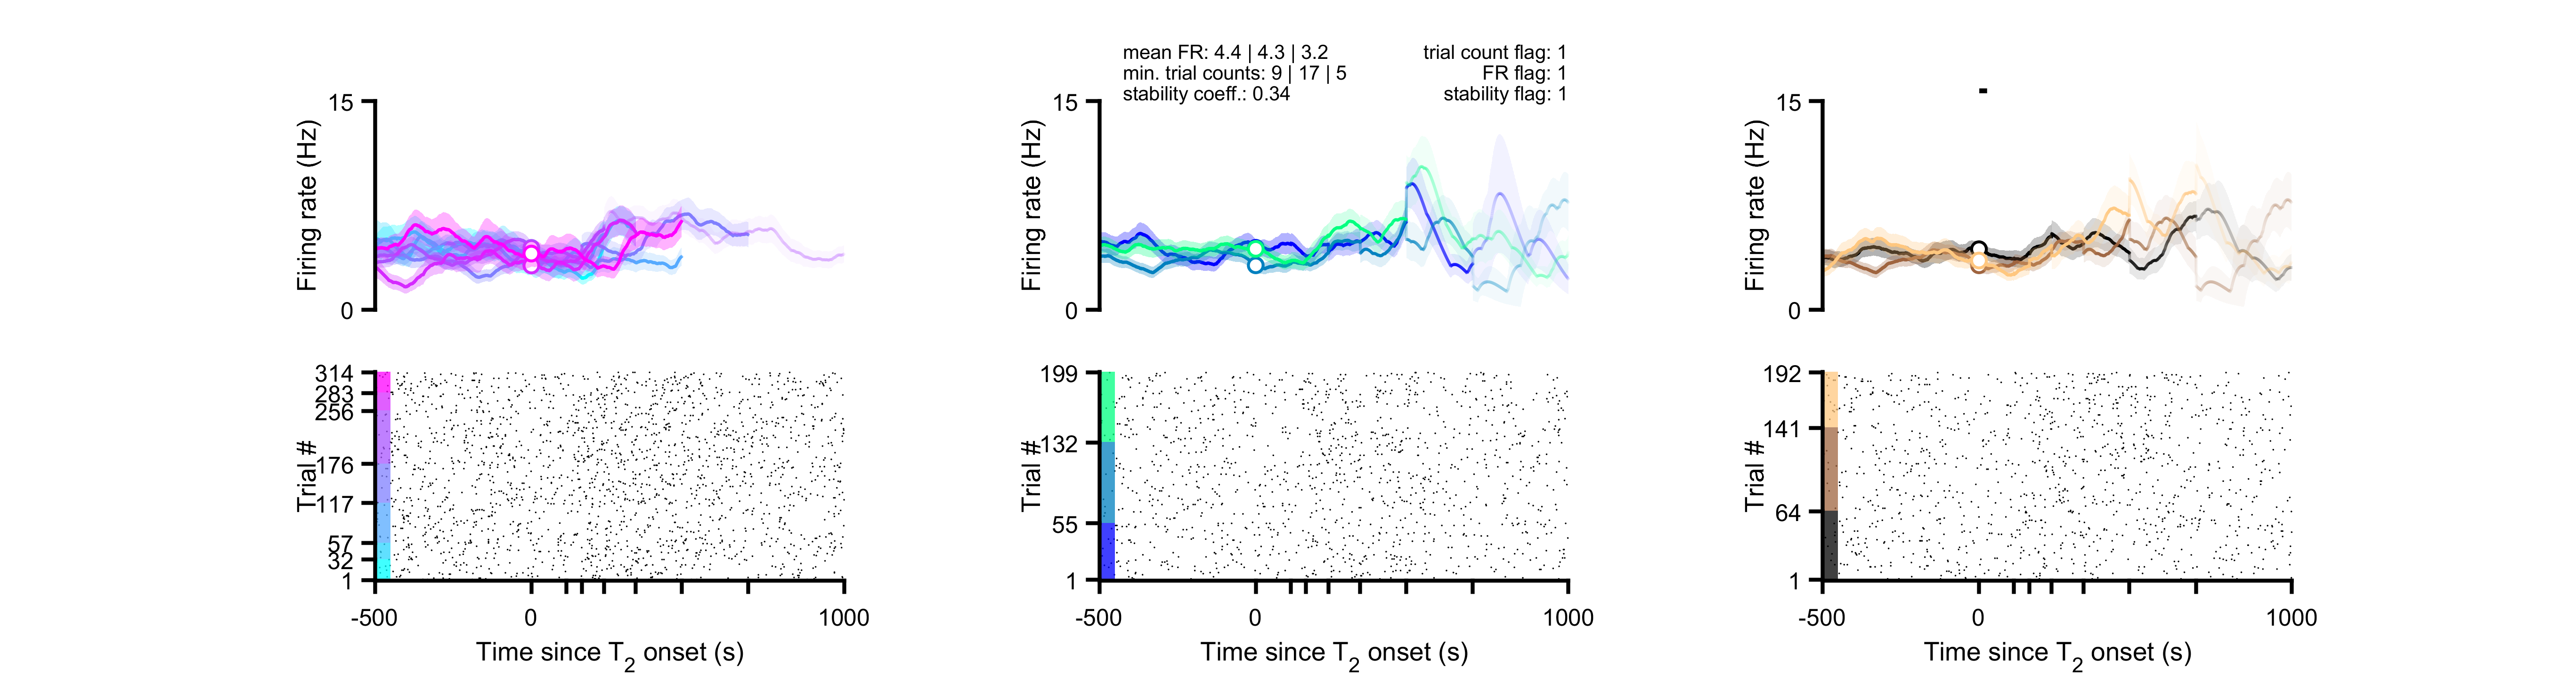 mean FR: 4.4 | 4.3 | 3.2
min. trial counts: 9 | 17 | 5
stability coeff.: 0.34
trial count flag: 1
FR flag: 1
stability flag: 1
15
Firing rate (Hz)
0
314
283
256
176
117
57
32
1
Trial #
-500
0
1000
Time since T2 onset (s)
15
Firing rate (Hz)
0
199
132
55
1
Trial #
-500
0
1000
Time since T2 onset (s)
15
Firing rate (Hz)
0
192
141
64
1
Trial #
-500
0
1000
Time since T2 onset (s)